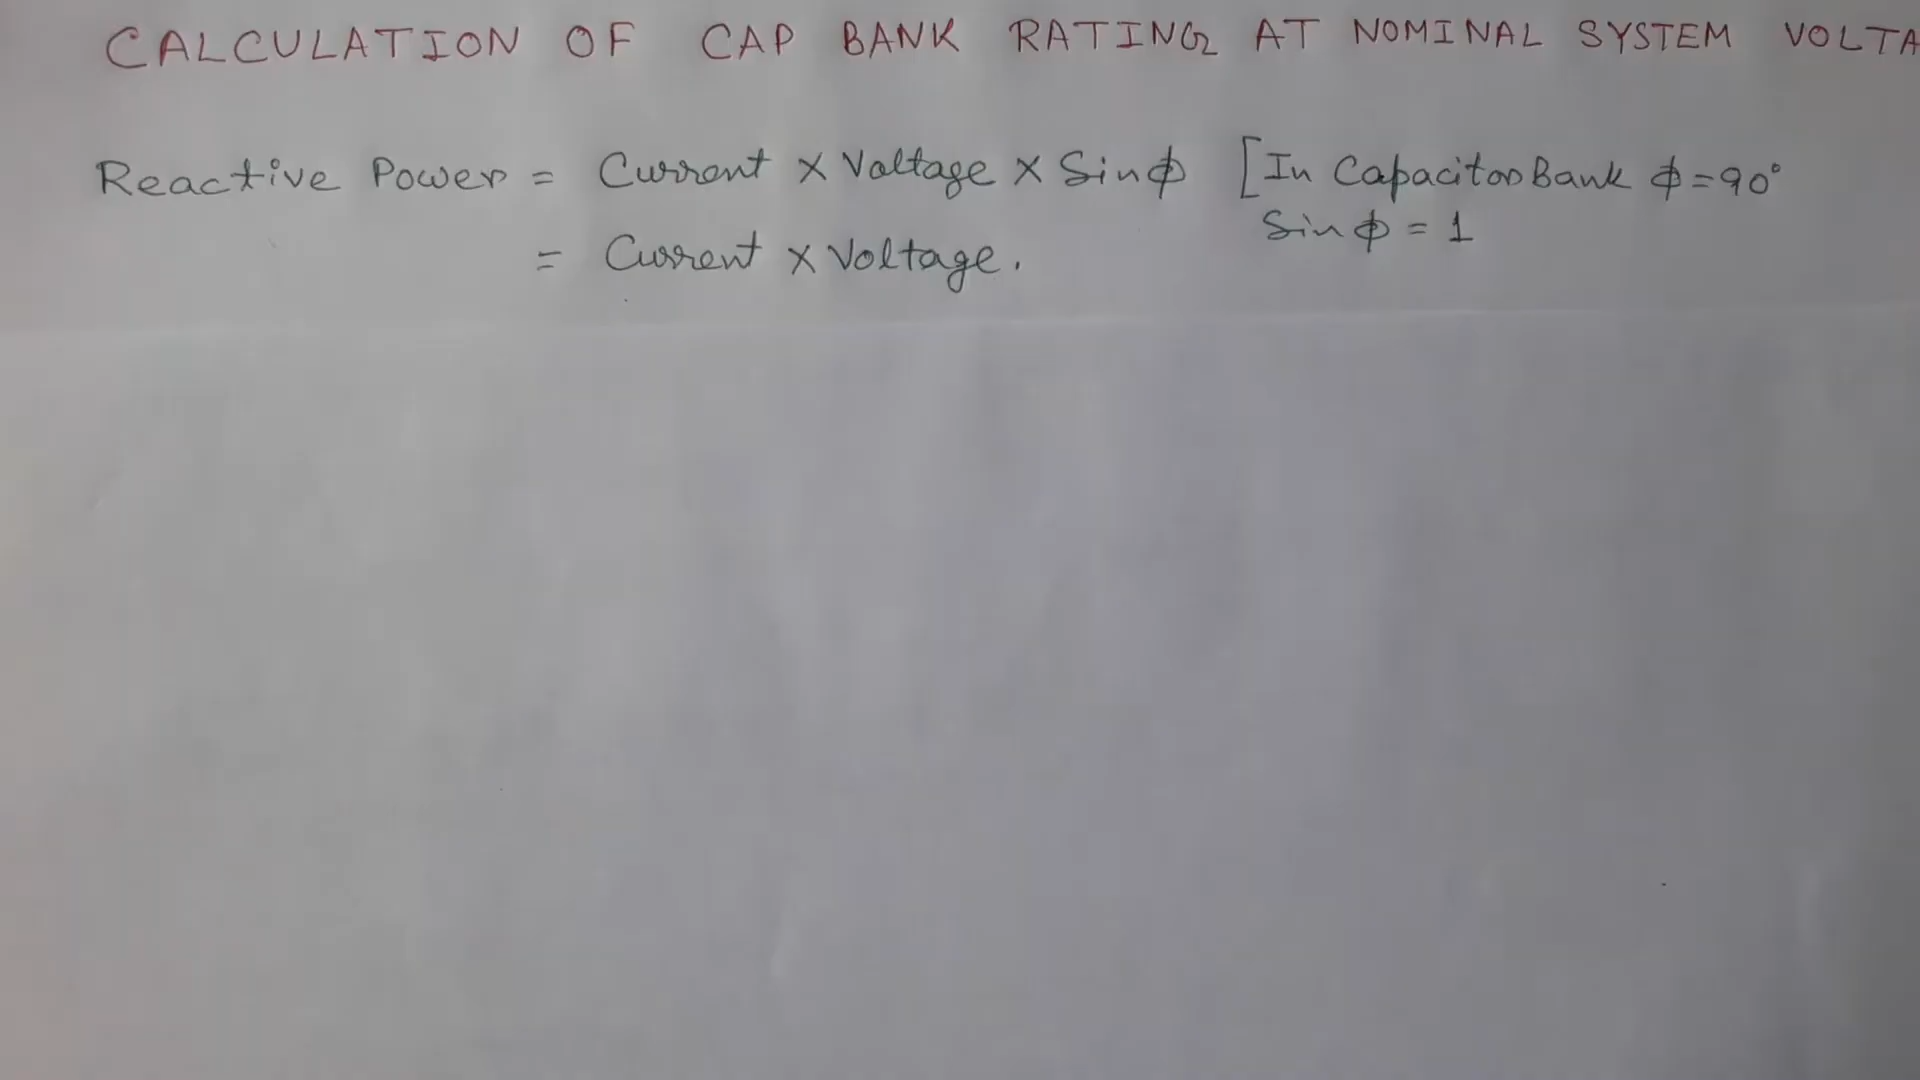 CALCULATION OF CAP BANK RATING AT NOMINAL SYSTEM VOLTA
Reactive Power = Current X Voltage X Sinϕ [In Capacitor Bank ϕ=90°
Sin ϕ = 1
= Current X Voltage.